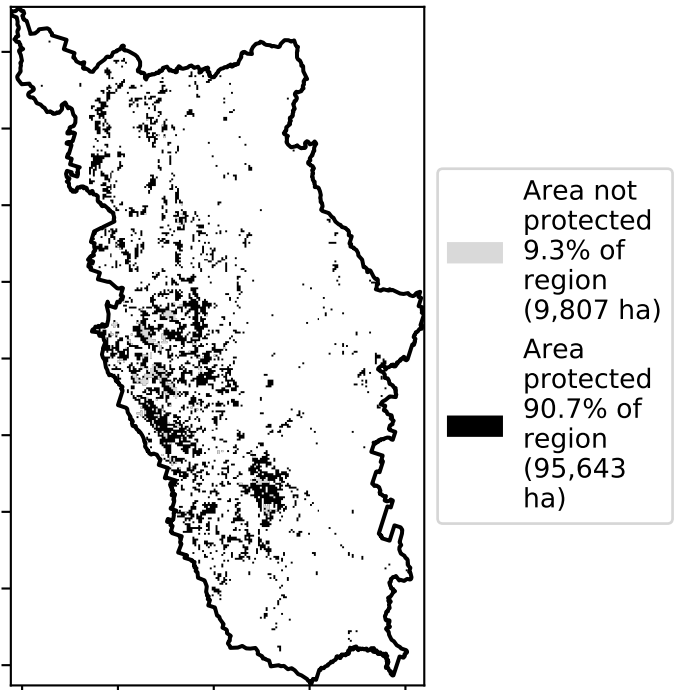 Area not
protected
9.3% of
region
(9,807 ha)
Area
protected
90.7% of
region
(95,643
ha)